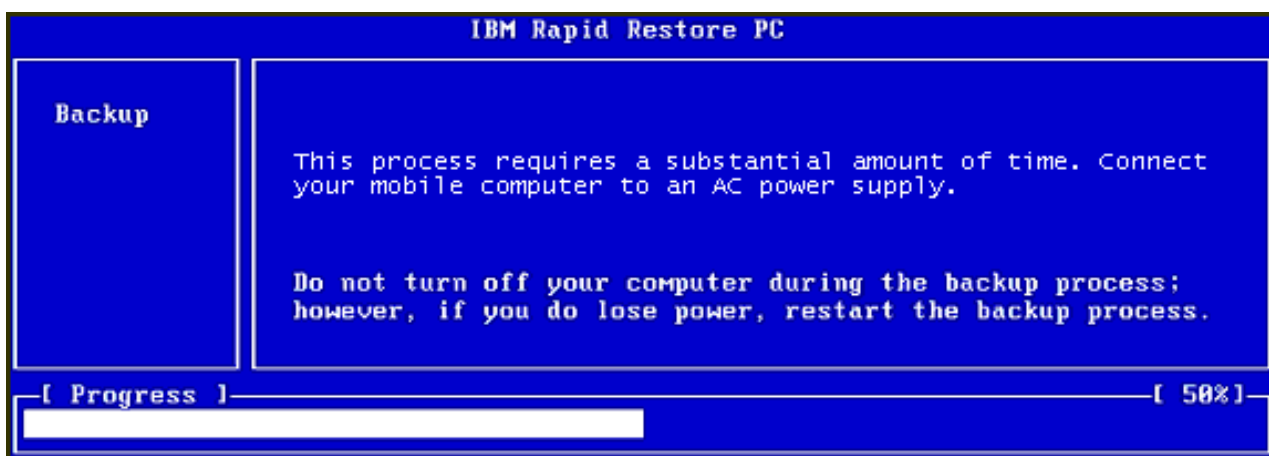 IBM Rapid Restore PC
Backup
This process requires a substantial amount of time. Connect
your mobile computer to an AC power supply.
Do not turn off your computer during the backup process;
however, if you do lose power, restart the backup process.
[ Progress ]
[ 50%]